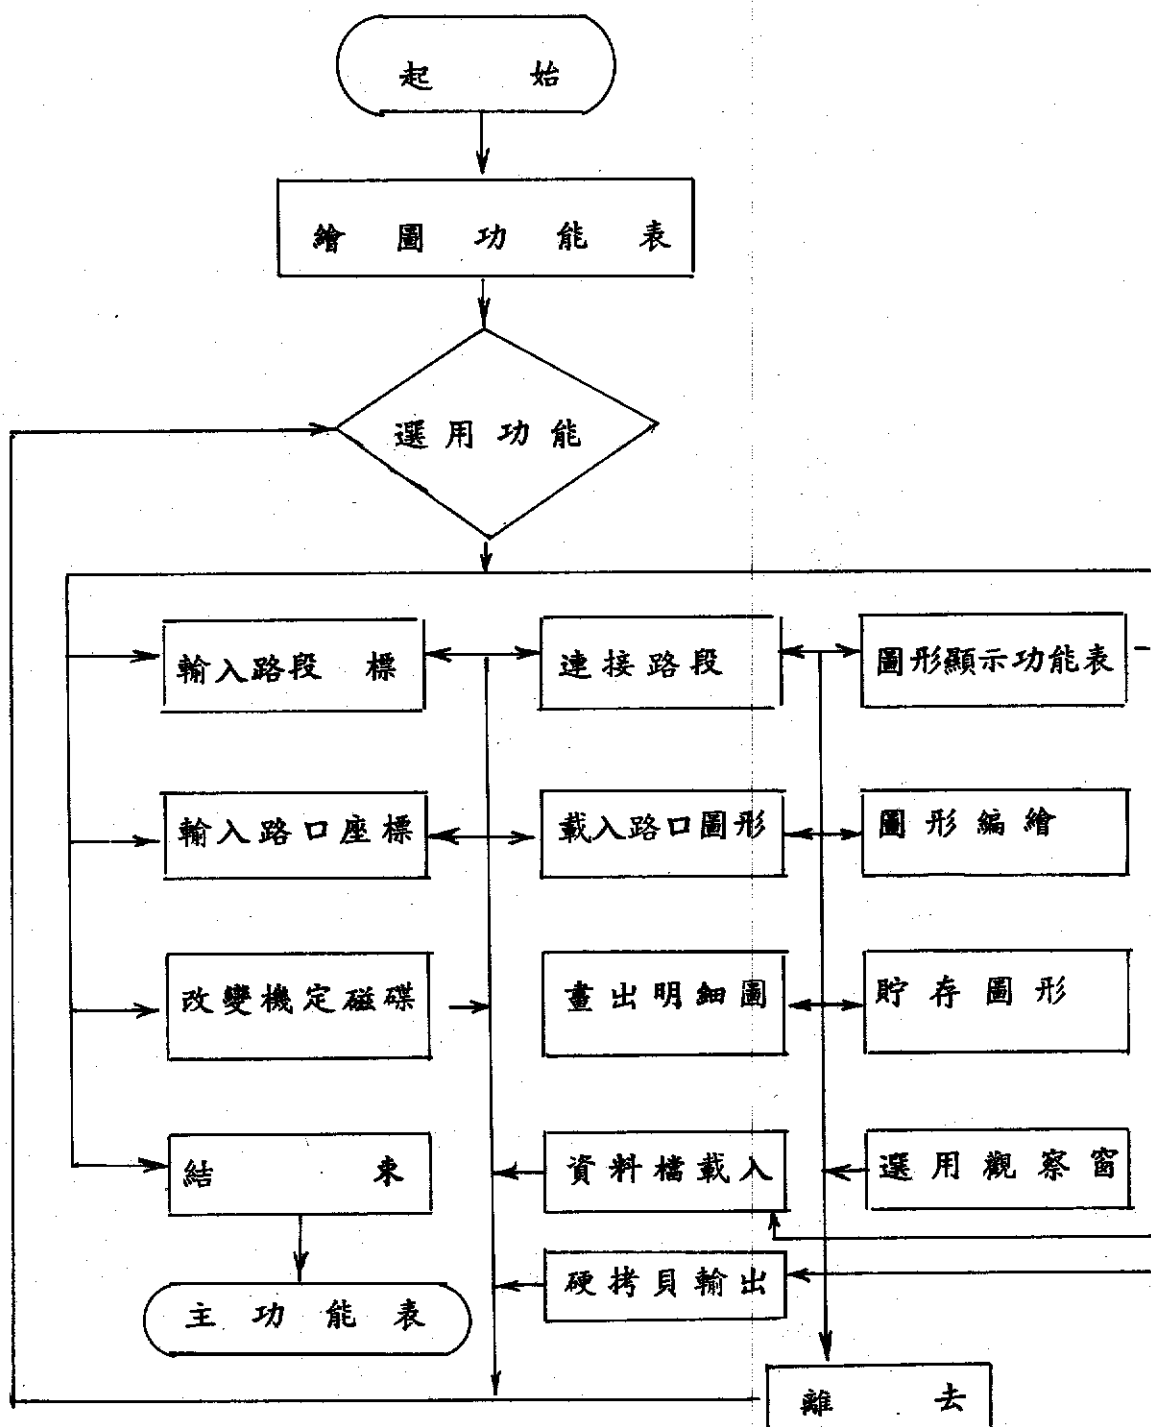 起始
繪圖功能表
選用功能
輸入路段 標
連接路段
圖形顯示功能表
輸入路口座標
載入路口圖形
圖形編繪
改變機定磁碟
畫出明細圖
貯存圖形
結束
資料檔載入
選用觀察窗
硬拷貝輸出
主功能表
離去